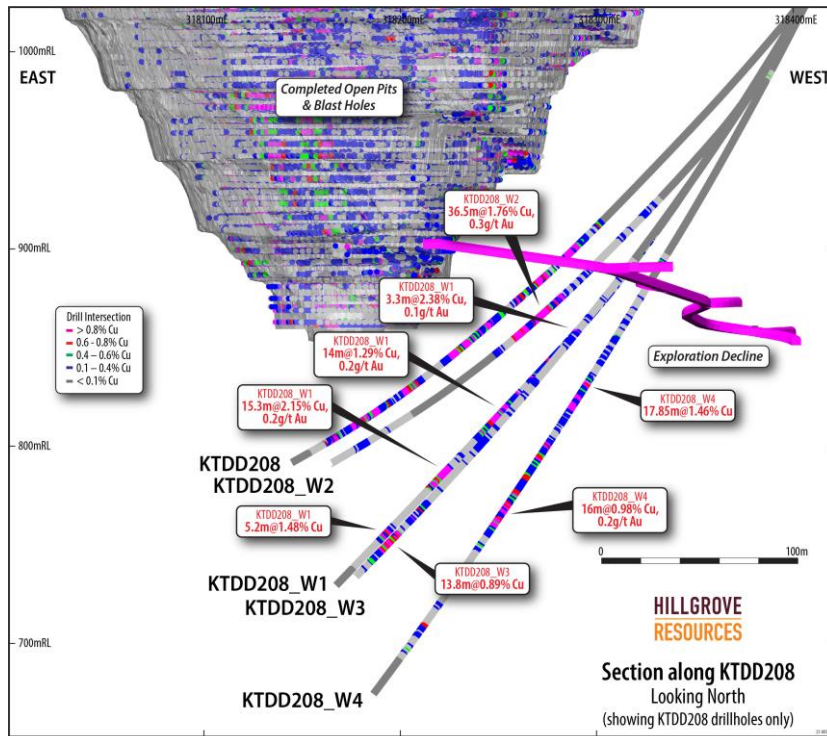 318100mE
318200mE
318300mE
318400mE
1000mRL
EAST
WEST
Completed Open Pits
& Blast Holes
KTDD208_W2
36.5m@1.76% Cu,
0.3g/t Au
900mRL
KTDD208_W1
3.3m@2.38% Cu,
0.1g/t Au
Drill Intersection
> 0.8% Cu
0.6 - 0.8% Cu
0.4 – 0.6% Cu
0.1 – 0.4% Cu
< 0.1% Cu
KTDD208_W1
14m@1.29% Cu,
0.2g/t Au
Exploration Decline
KTDD208_W1
15.3m@2.15% Cu,
0.2g/t Au
KTDD208_W4
17.85m@1.46% Cu
800mRL
KTDD208
KTDD208_W2
KTDD208_W4
16m@0.98% Cu,
0.2g/t Au
KTDD208_W1
5.2m@1.48% Cu
0
100m
KTDD208_W3
13.8m@0.89% Cu
KTDD208_W1
KTDD208_W3
HILLGROVE
RESOURCES
700mRL
Section along KTDD208
Looking North
(showing KTDD208 drillholes only)
KTDD208_W4